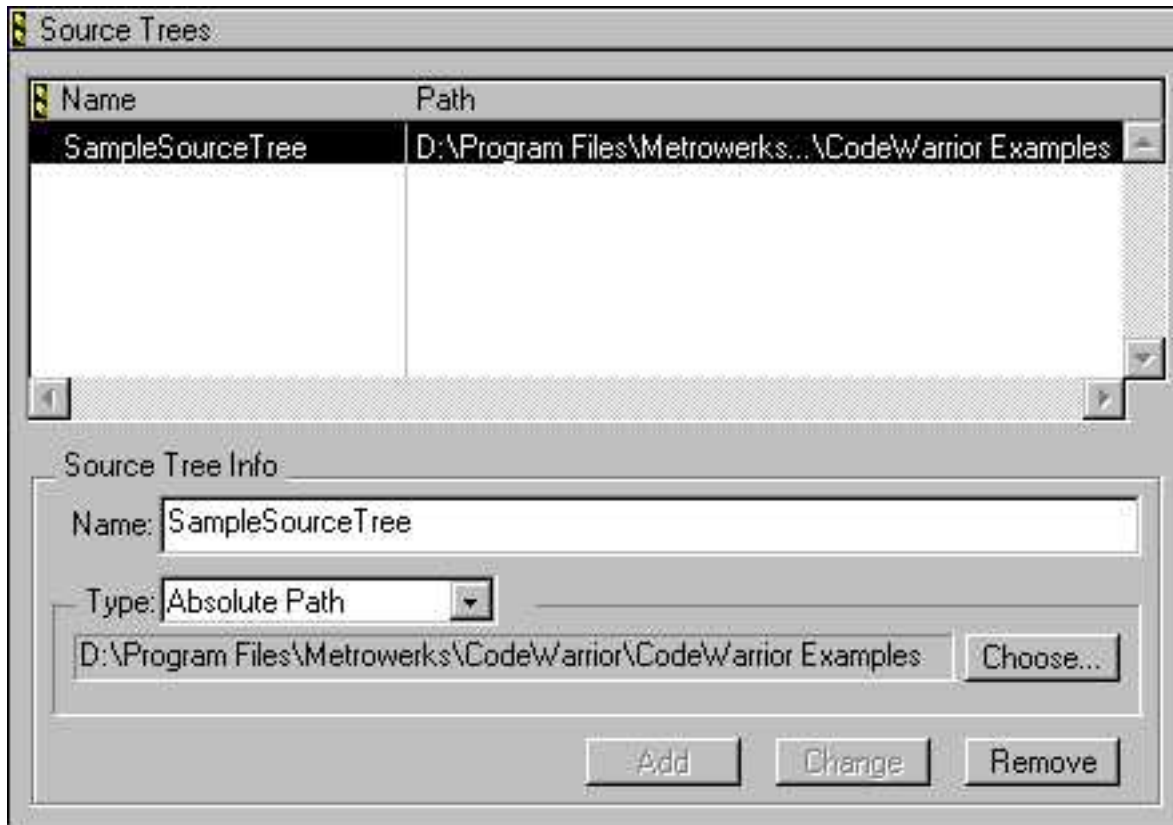 Source Trees
Name Path
SampleSourceTree D:\Program Files\Metrowerks...\CodeWarrior Examples
Source Tree Info
Name: SampleSourceTree
Type: Absolute Path
D:\Program Files\Metrowerks\CodeWarrior\CodeWarrior Examples Choose...
Add Change Remove